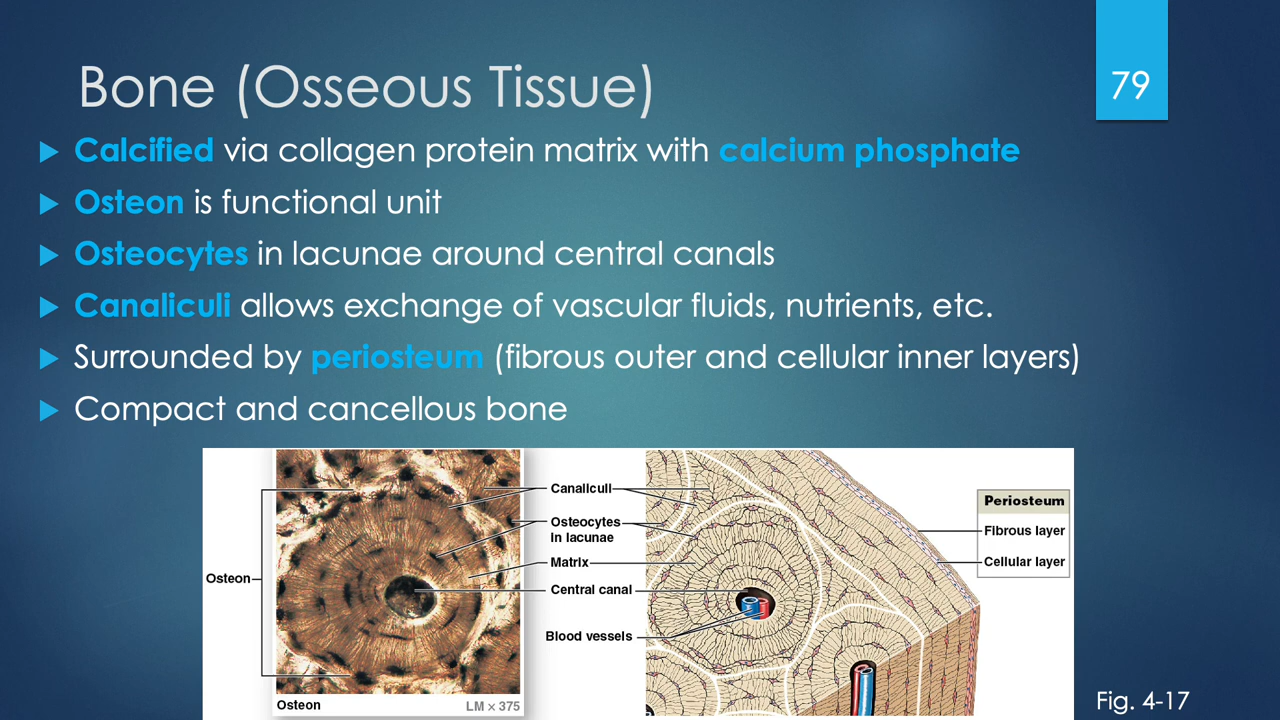 Bone (Osseous Tissue)
79
Calcified via collagen protein matrix with calcium phosphate
Osteon is functional unit
Osteocytes in lacunae around central canals
Canaliculi allows exchange of vascular fluids, nutrients, etc.
Surrounded by periosteum (fibrous outer and cellular inner layers)
Compact and cancellous bone
Canaliculi
Osteocytes
in lacunae
Matrix
Osteon
Central canal
Blood vessels
Periosteum
Fibrous layer
Cellular layer
Osteon
LM × 375
Fig. 4-17